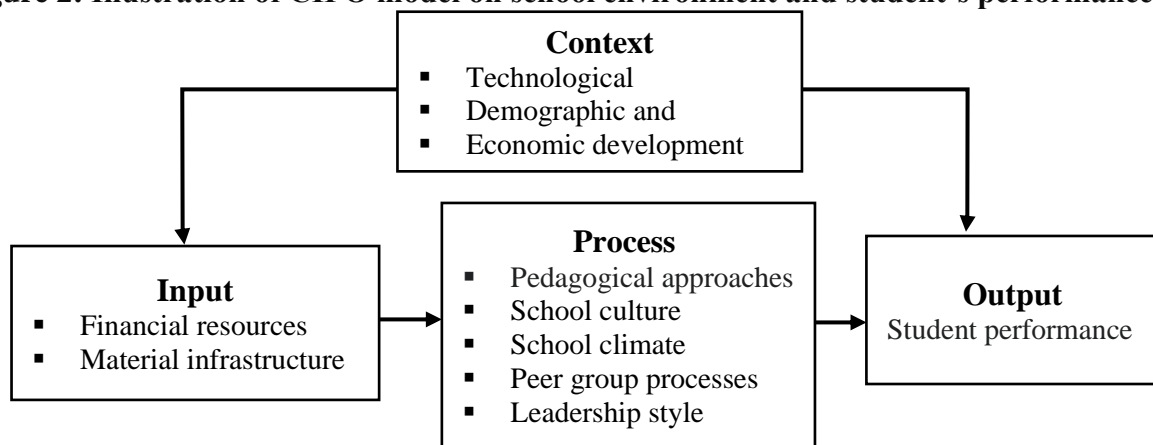 gure 2: Illustration of CIPO model on school environment and student's performance
Context
▪ Technological
▪ Demographic and
▪ Economic development
Process
▪ Pedagogical approaches
▪ School culture
▪ School climate
▪ Peer group processes
▪ Leadership style
Input
▪ Financial resources
▪ Material infrastructure
Output
Student performance